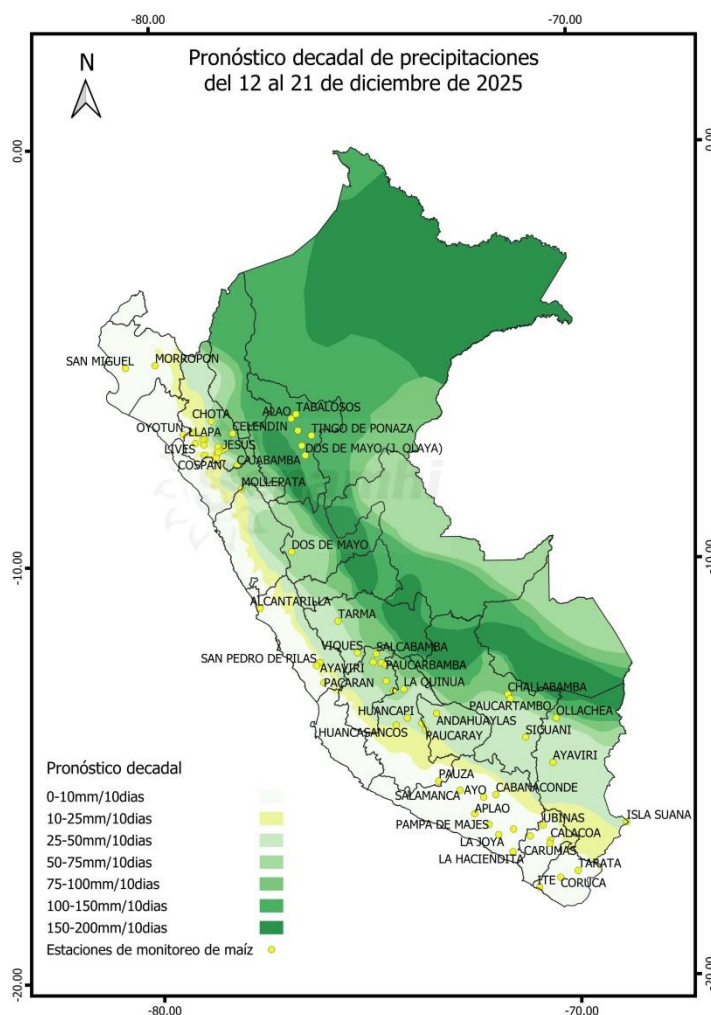 -80.00
-70.00
N
Pronóstico decadal de precipitaciones
del 12 al 21 de diciembre de 2025
0.00
0.00
SAN MIGUEL
MORROPON
CHOTA
ALAO
TABALOSOS
OYOTUN
LLAPA
CELENDIN
TINGO DE PONAZA
LIVES
JESUS
DOS DE MAYO (J. OLAYA)
COSPAN
CAJABAMBA
MOLLEPATA
-10.00
-10.00
DOS DE MAYO
ALCANTARILLA
TARMA
VIQUES
SALCABAMBA
SAN PEDRO DE PILAS
AYAVIRI
PAUCARBAMBA
PACARAN
LA QUINUA
CHALLABAMBA
PAUCARTAMBO
OLLACHEA
HUANCAPI
ANDAHUAYLAS
HUANCASANCOS
PAUCARAY
SICUANI
AYAVIRI
Pronóstico decadal
PAUZA
0-10mm/10dias
SALAMANCA
AYO
CABANACONDE
10-25mm/10dias
APLAO
ISLA SUANA
PAMPA DE MAJES
UBINAS
25-50mm/10dias
LA JOYA
CALACOA
50-75mm/10dias
LA HACIENDITA
CARUMAS
75-100mm/10dias
TARATA
100-150mm/10dias
ITE
CORUCA
150-200mm/10dias
Estaciones de monitoreo de maíz
-20.00
-20.00
-80.00
-70.00